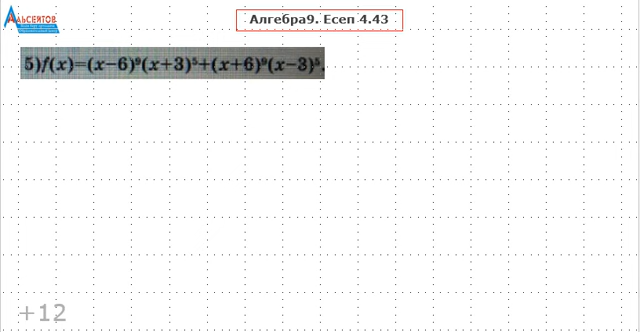 АЛЬСЕИТОВ
Алгебра9. Есеп 4.43
5)f(x)=(x−6)⁹(x+3)⁵+(x+6)⁹(x−3)⁵,
+12